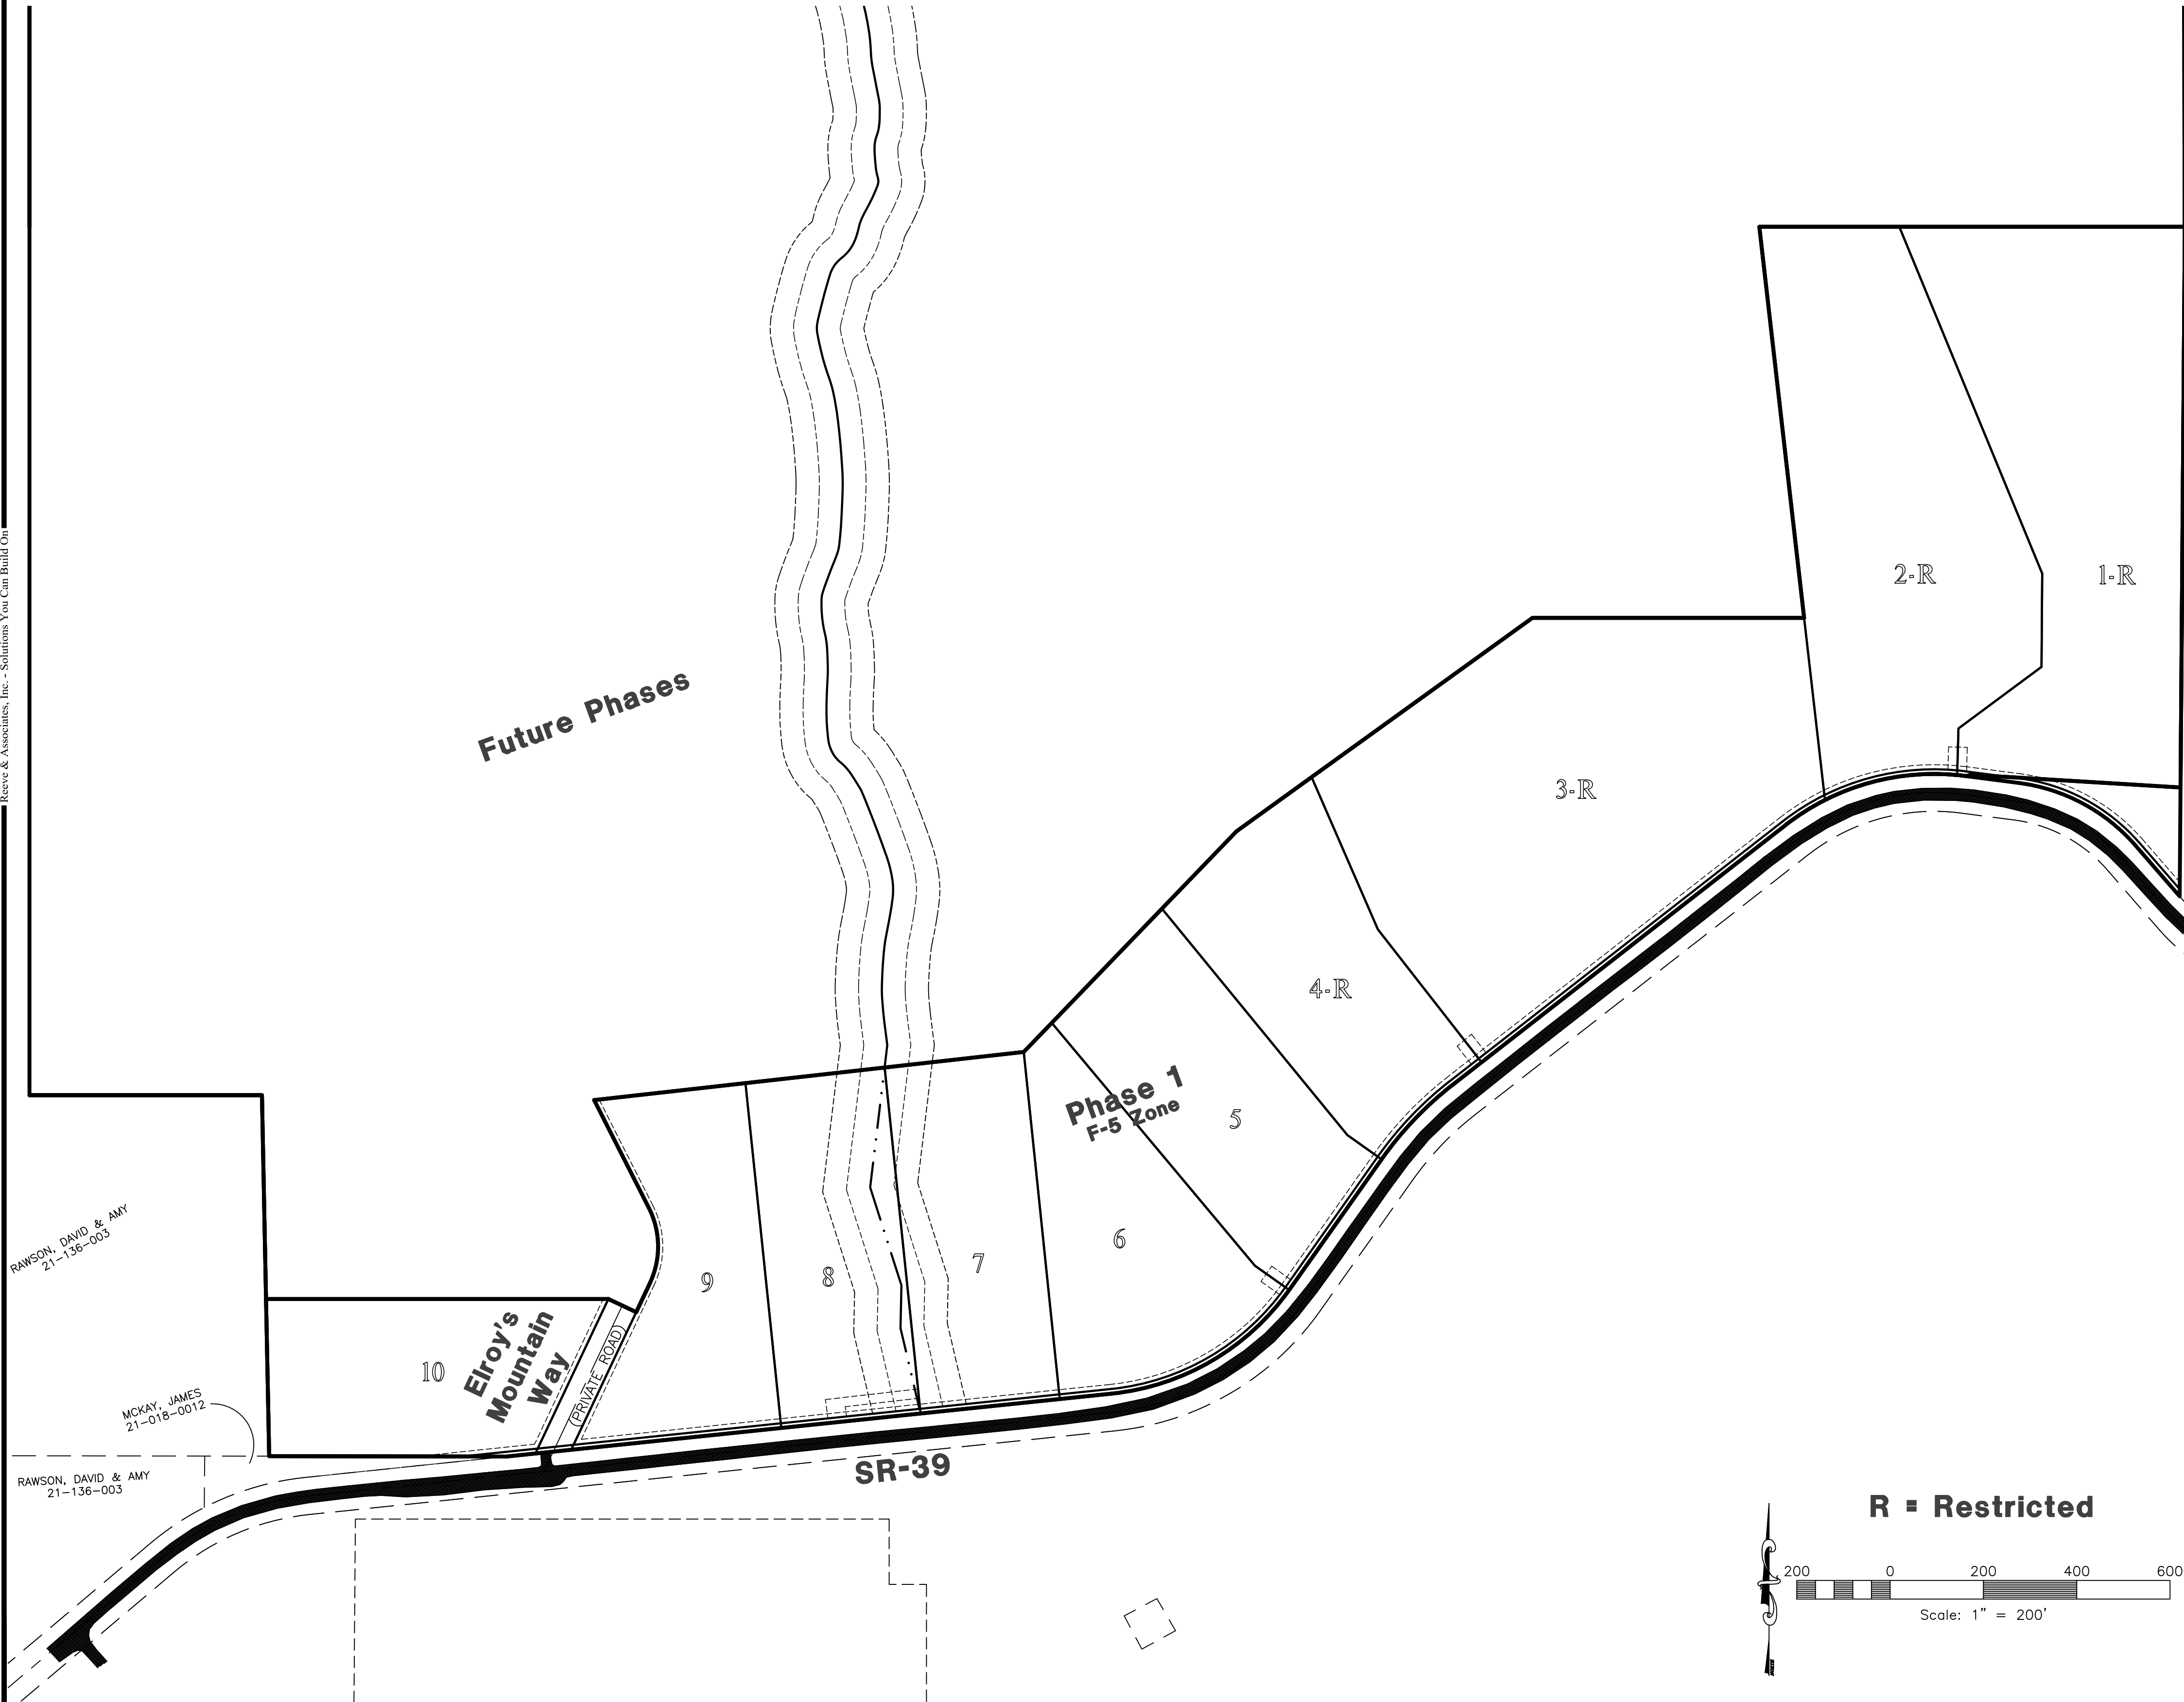 Reeve & Associates, Inc. - Solutions You Can Build On
2-R
1-R
Future Phases
3-R
4-R
Phase 1
F-5 Zone
5
6
7
8
9
10
Elroy's
Mountain
Way
(PRIVATE ROAD)
RAWSON, DAVID & AMY
21-136-003
MCKAY, JAMES
21-018-0012
RAWSON, DAVID & AMY
21-136-003
SR-39
R = Restricted
200 0 200 400 600
Scale: 1" = 200'